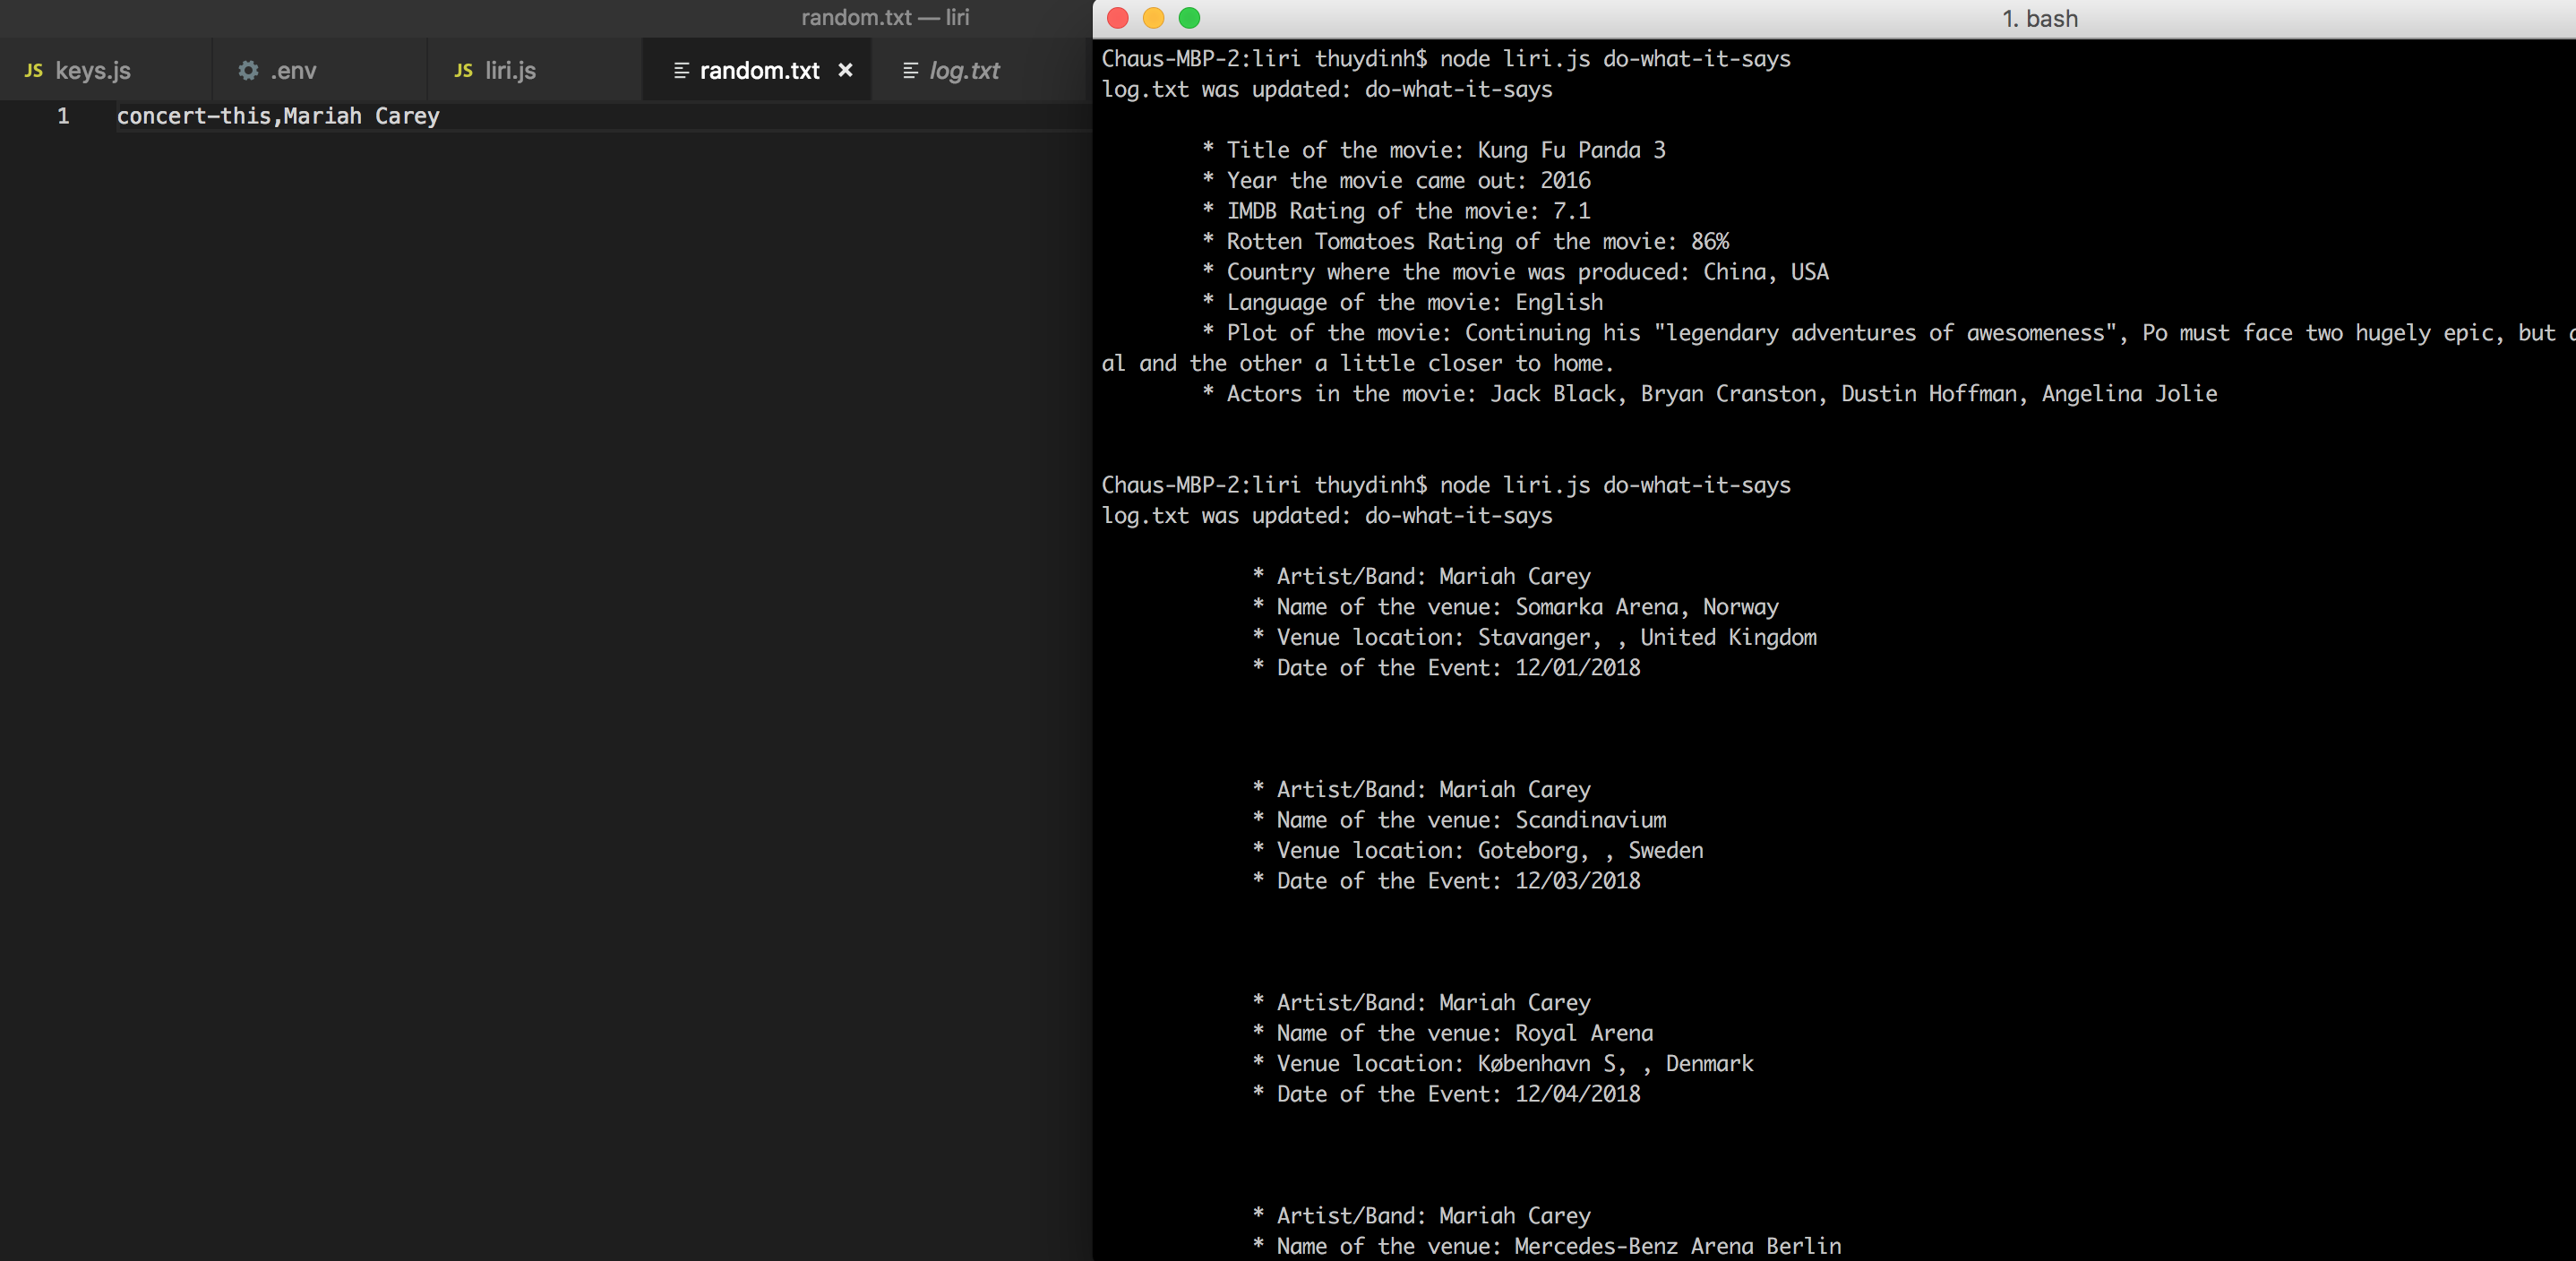 random.txt — liri
JS keys.js
.env
JS liri.js
random.txt ×
log.txt
1 concert-this,Mariah Carey
1. bash
Chaus-MBP-2:liri thuydinh$ node liri.js do-what-it-says
log.txt was updated: do-what-it-says
* Title of the movie: Kung Fu Panda 3
* Year the movie came out: 2016
* IMDB Rating of the movie: 7.1
* Rotten Tomatoes Rating of the movie: 86%
* Country where the movie was produced: China, USA
* Language of the movie: English
* Plot of the movie: Continuing his "legendary adventures of awesomeness", Po must face two hugely epic, but
al and the other a little closer to home.
* Actors in the movie: Jack Black, Bryan Cranston, Dustin Hoffman, Angelina Jolie
Chaus-MBP-2:liri thuydinh$ node liri.js do-what-it-says
log.txt was updated: do-what-it-says
* Artist/Band: Mariah Carey
* Name of the venue: Somarka Arena, Norway
* Venue location: Stavanger, , United Kingdom
* Date of the Event: 12/01/2018
* Artist/Band: Mariah Carey
* Name of the venue: Scandinavium
* Venue location: Goteborg, , Sweden
* Date of the Event: 12/03/2018
* Artist/Band: Mariah Carey
* Name of the venue: Royal Arena
* Venue location: København S, , Denmark
* Date of the Event: 12/04/2018
* Artist/Band: Mariah Carey
* Name of the venue: Mercedes-Benz Arena Berlin